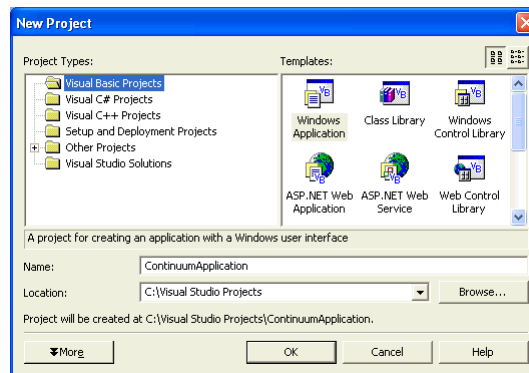 New Project
Project Types:
Templates:
Visual Basic Projects
Visual C# Projects
Visual C++ Projects
Setup and Deployment Projects
Other Projects
Visual Studio Solutions
Windows Application
Class Library
Windows Control Library
ASP.NET Web Application
ASP.NET Web Service
Web Control Library
A project for creating an application with a Windows user interface
Name:
ContinuumApplication
Location:
C:\Visual Studio Projects
Browse...
Project will be created at C:\Visual Studio Projects\ContinuumApplication.
More
OK
Cancel
Help